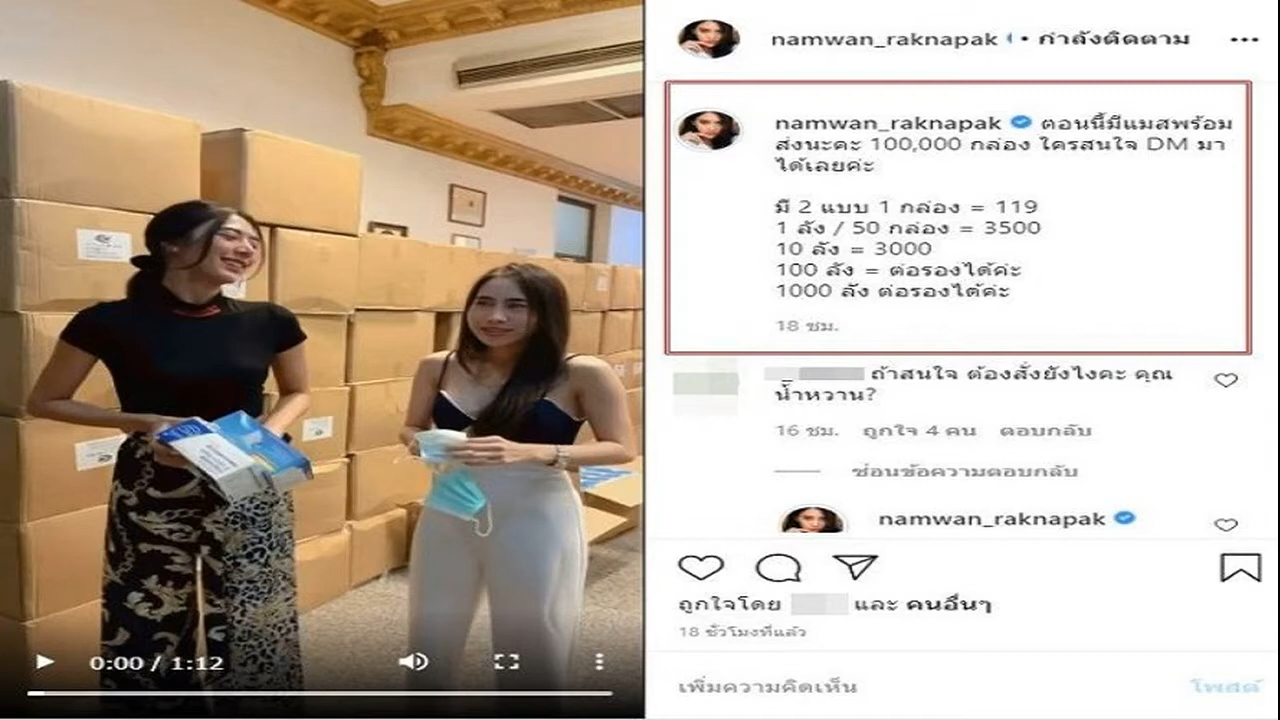 namwan_raknapak • กำลังติดตาม
namwan_raknapak ตอนนี้มีแมสพร้อม
ส่งนะคะ 100,000 กล่อง ใครสนใจ DM มา
ได้เลยค่ะ
มี 2 แบบ 1 กล่อง = 119
1 ลัง / 50 กล่อง = 3500
10 ลัง = 3000
100 ลัง = ต่อรองได้ค่ะ
1000 ลัง ต่อรองได้ค่ะ
18 ชม.
ถ้าสนใจ ต้องสั่งยังไงคะ คุณ
น้ำหวาน?
16 ชม. ถูกใจ 4 คน ตอบกลับ
ซ่อนข้อความตอบกลับ
namwan_raknapak
ถูกใจโดย และ คนอื่นๆ
18 ชั่วโมงที่แล้ว
เพิ่มความคิดเห็น โพสต์
0:00 / 1:12